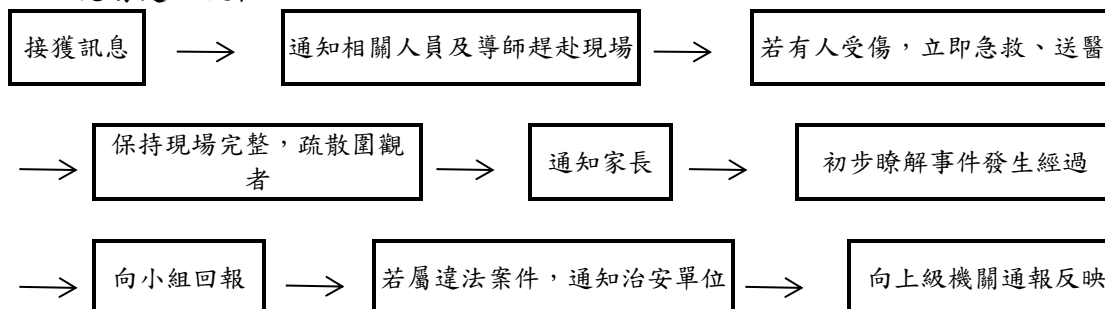 接獲訊息
通知相關人員及導師趕赴現場
若有人受傷，立即急救、送醫
保持現場完整，疏散圍觀
者
通知家長
初步瞭解事件發生經過
向小組回報
若屬違法案件，通知治安單位
向上級機關通報反映